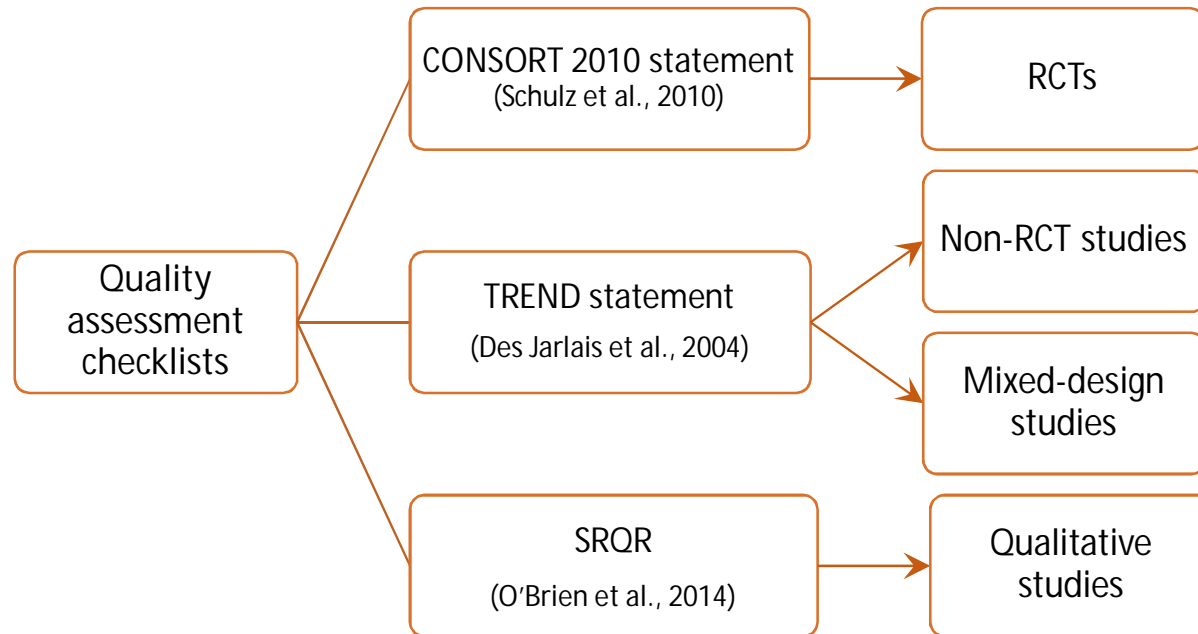 CONSORT 2010 statement
(Schulz et al., 2010)
RCTs
Quality
assessment
checklists
TREND statement
(Des Jarlais et al., 2004)
Non-RCT studies
Mixed-design
studies
SRQR
(O’Brien et al., 2014)
Qualitative
studies